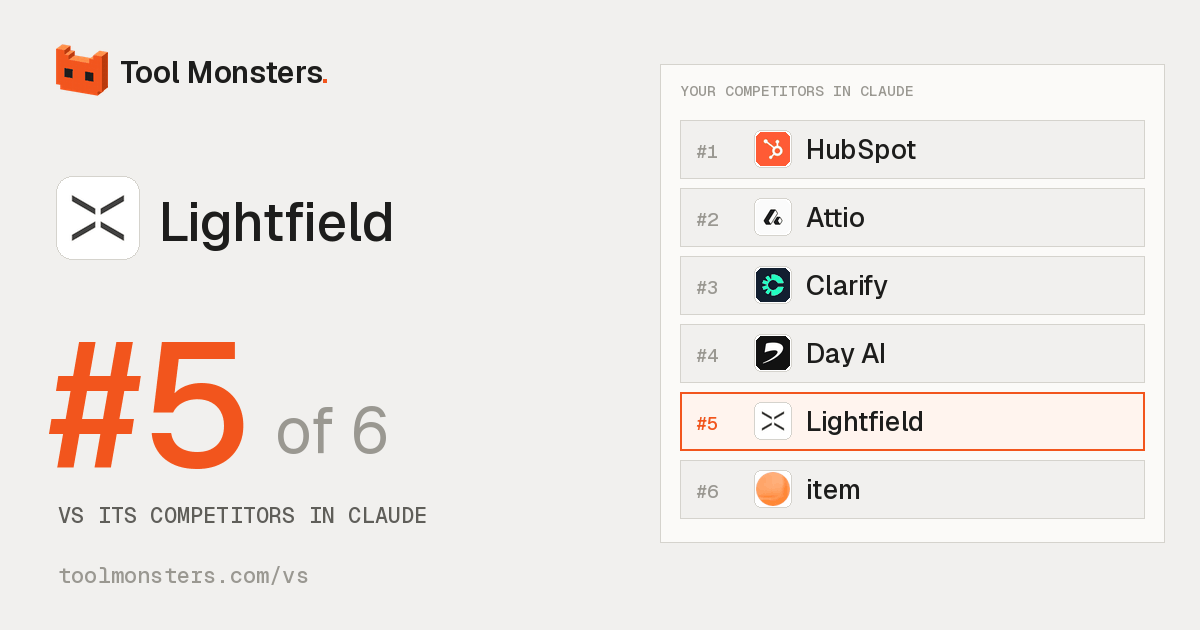 Tool Monsters.
Lightfield
#5 of 6
VS ITS COMPETITORS IN CLAUDE
toolmonsters.com/vs
YOUR COMPETITORS IN CLAUDE
#1 HubSpot
#2 Attio
#3 Clarify
#4 Day AI
#5 Lightfield
#6 item